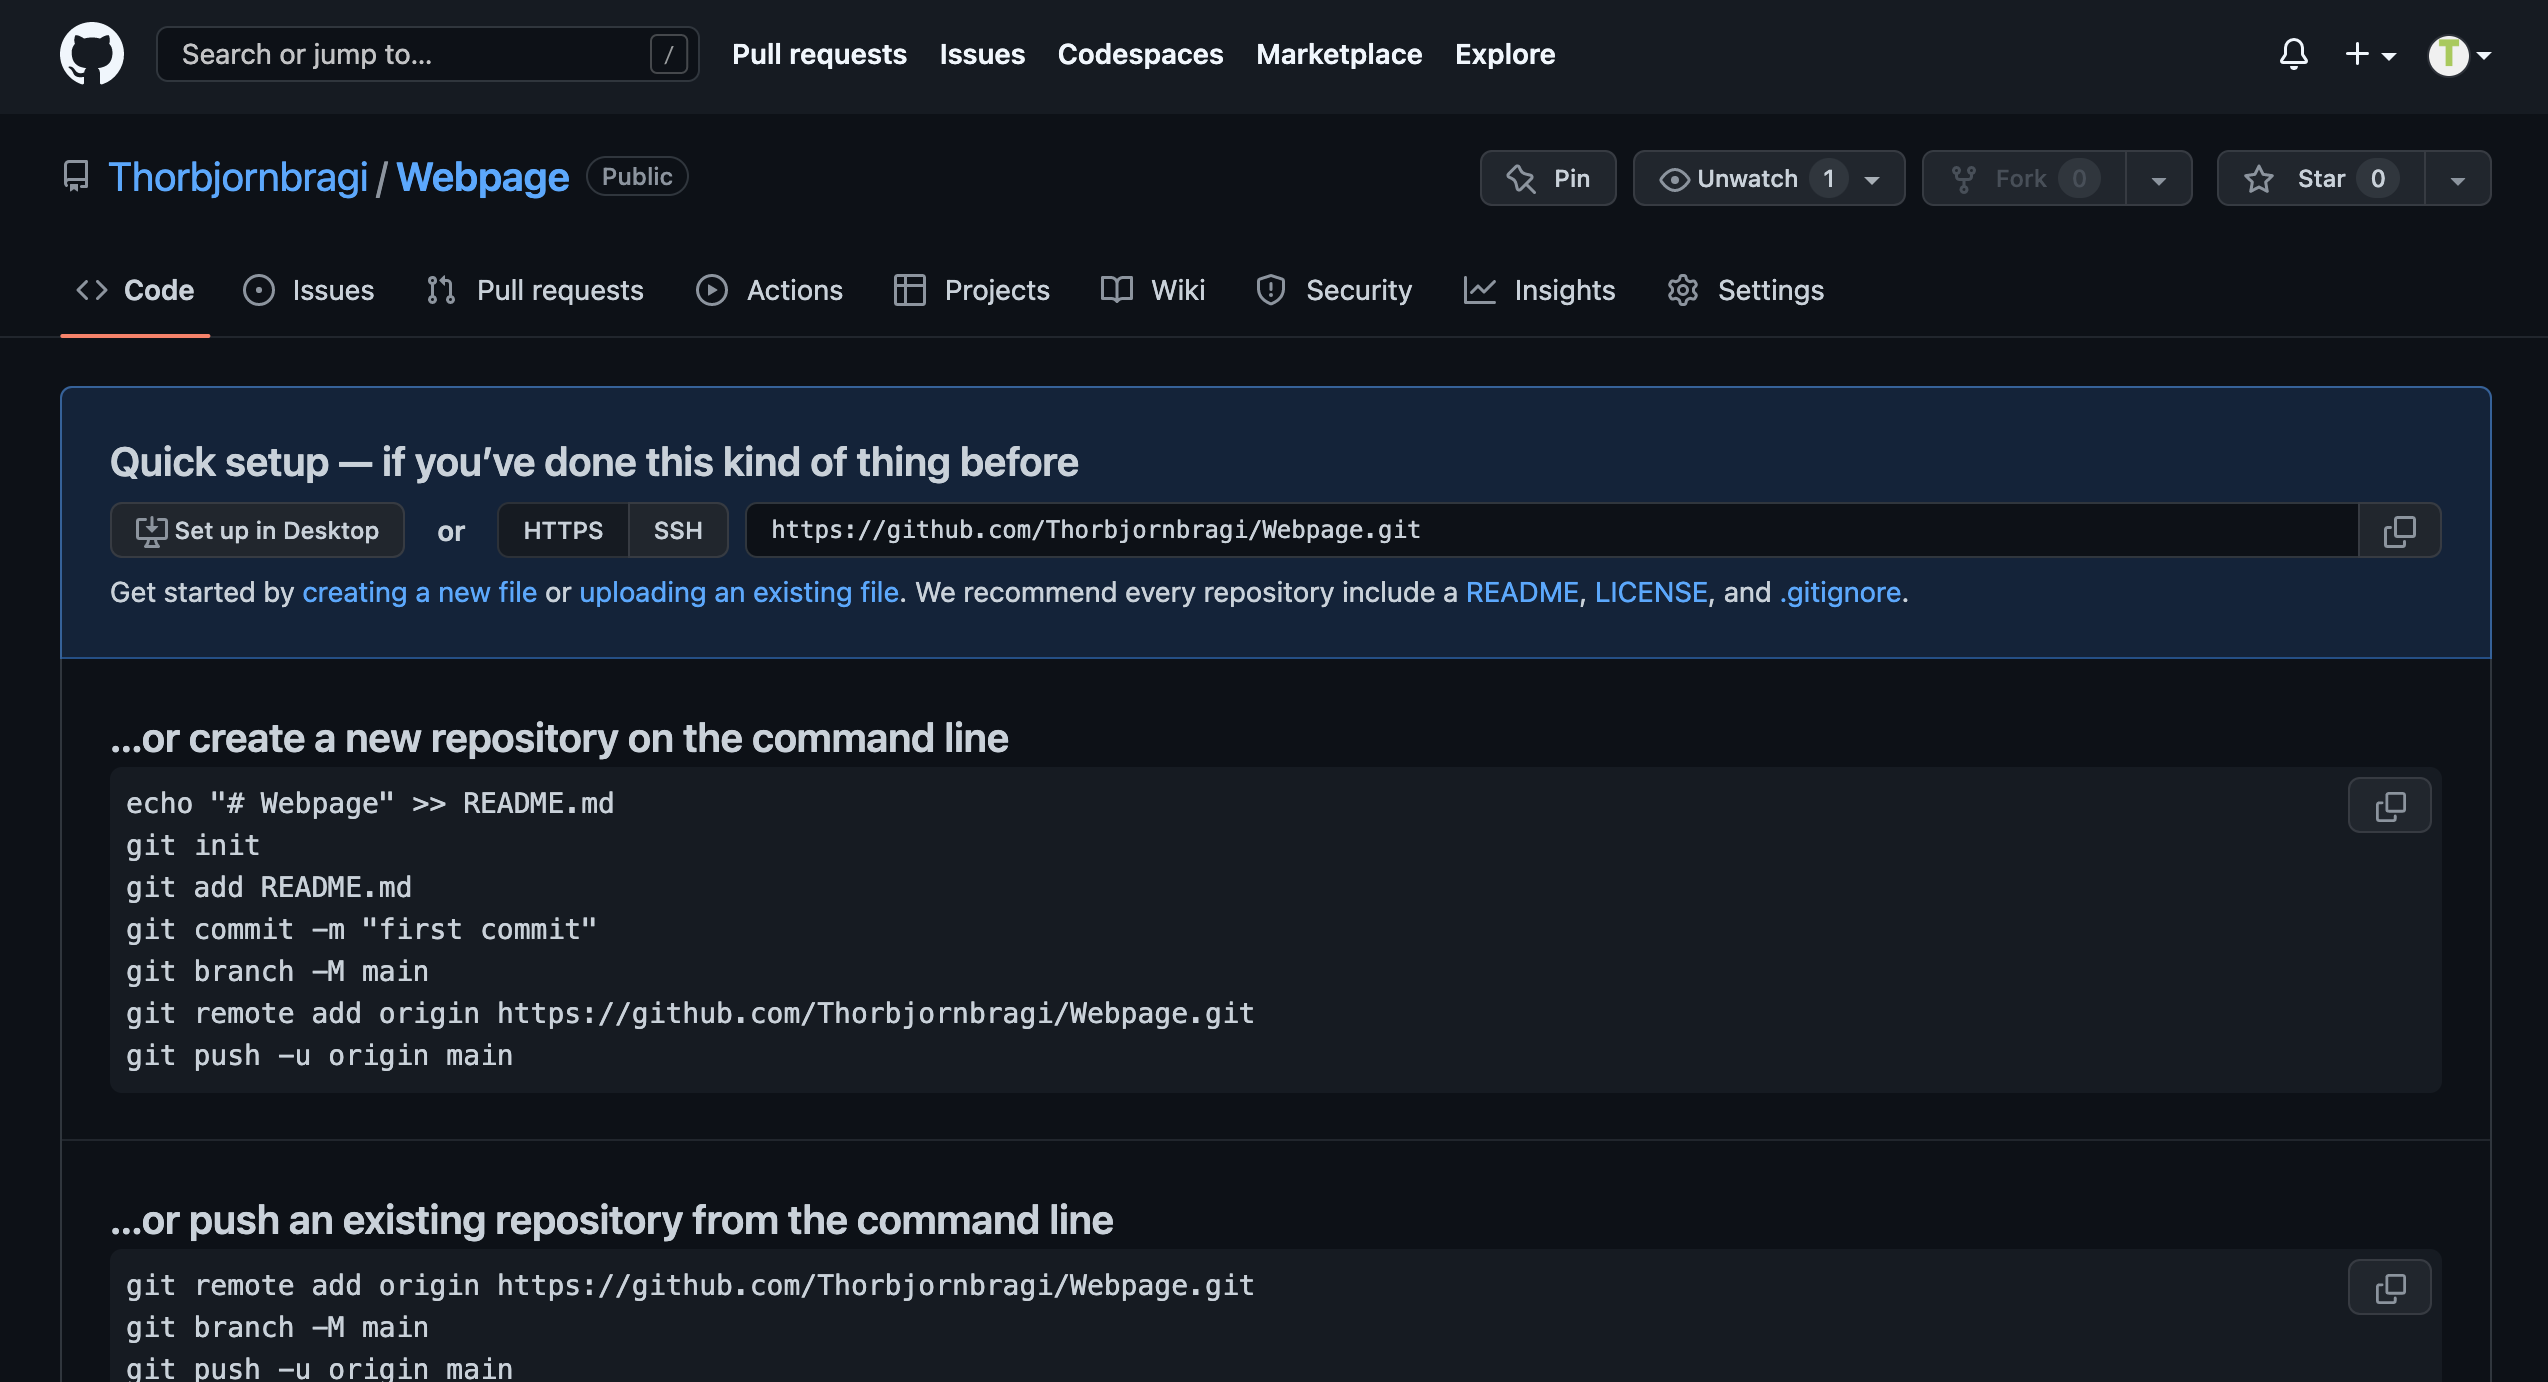 Search or jump to... / Pull requests Issues Codespaces Marketplace Explore T
Thorbjornbragi / Webpage Public Pin Unwatch 1 Fork 0 Star 0
Code Issues Pull requests Actions Projects Wiki Security Insights Settings
Quick setup — if you’ve done this kind of thing before
Set up in Desktop or HTTPS SSH https://github.com/Thorbjornbragi/Webpage.git
Get started by creating a new file or uploading an existing file. We recommend every repository include a README, LICENSE, and .gitignore.
...or create a new repository on the command line
echo "# Webpage" >> README.md
git init
git add README.md
git commit -m "first commit"
git branch -M main
git remote add origin https://github.com/Thorbjornbragi/Webpage.git
git push -u origin main
...or push an existing repository from the command line
git remote add origin https://github.com/Thorbjornbragi/Webpage.git
git branch -M main
git push -u origin main